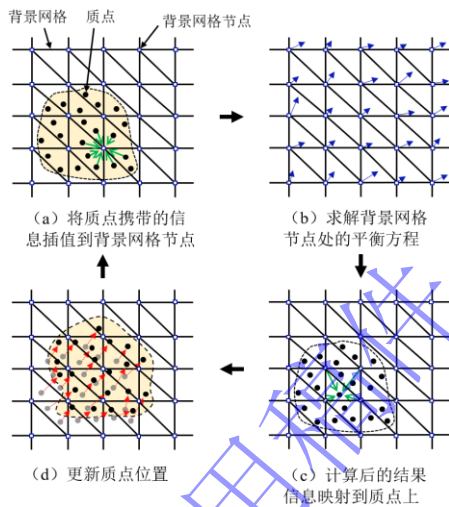 背景网格
质点
背景网格节点
（a）将质点携带的信
息插值到背景网格节点
（b）求解背景网格
节点处的平衡方程
（d）更新质点位置
（c）计算后的结果
信息映射到质点上
用稿件